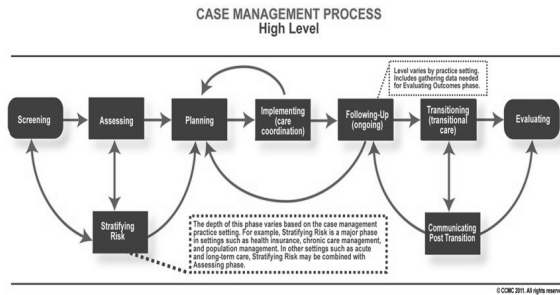 CASE MANAGEMENT PROCESS
High Level
Level varies by practice setting.
Includes gathering data needed
for Evaluating Outcomes phase.
Screening
Assessing
Planning
Implementing
(care
coordination)
Following-Up
(ongoing)
Transitioning
(transitional
care)
Evaluating
Stratifying
Risk
The depth of this phase varies based on the case management
practice setting. For example, Stratifying Risk is a major phase
in settings such as health insurance, chronic care management,
and population management. In other settings such as acute
and long-term care, Stratifying Risk may be combined with
Assessing phase.
Communicating
Post Transition
© CCMC 2011. All rights reserve